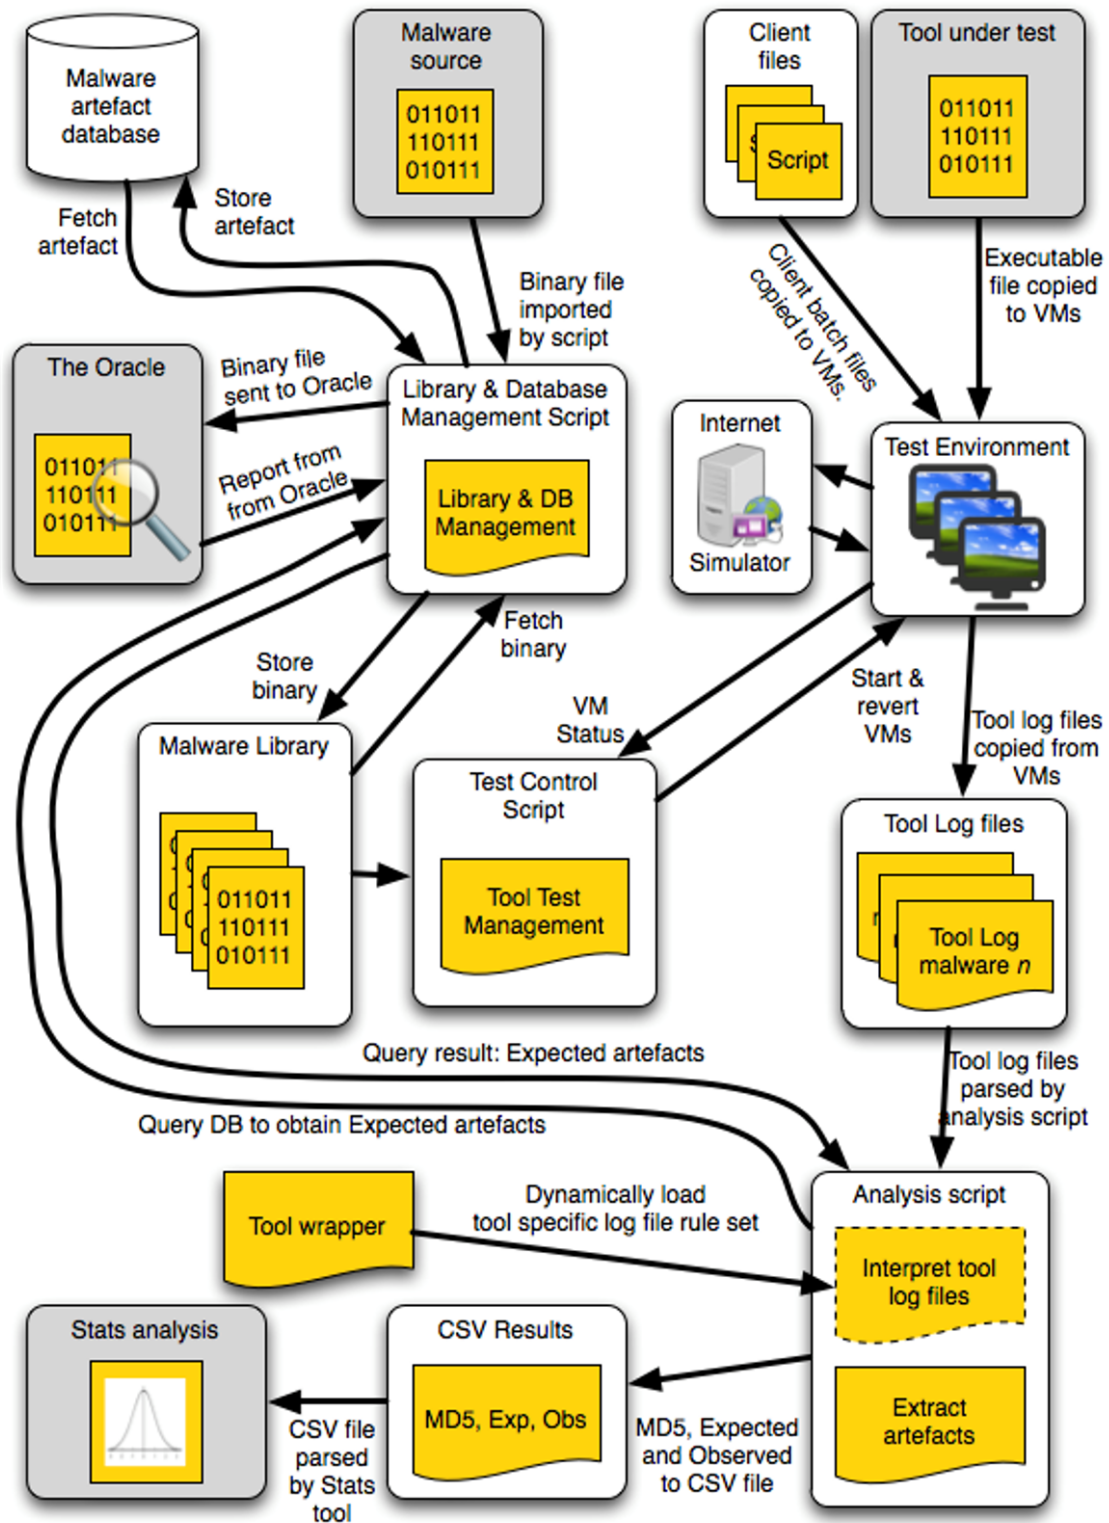 Malware
artefact
database
Malware
source
011011
110111
010111
Client
files
Script
Tool under test
011011
110111
010111
Fetch
artefact
Store
artefact
Binary file
imported
by script
Client batch files
copied to VMs.
Executable
file copied
to VMs
The Oracle
011011
110111
010111
Binary file
sent to Oracle
Report from
from Oracle
Library & Database
Management Script
Library & DB
Management
Internet
Simulator
Test Environment
Store
binary
Fetch
binary
VM
Status
Start &
revert
VMs
Tool log files
copied from
VMs
Malware Library
011011
110111
010111
Test Control
Script
Tool Test
Management
Tool Log files
Tool Log
malware n
Query result: Expected artefacts
Query DB to obtain Expected artefacts
Tool log files
parsed by
analysis script
Tool wrapper
Dynamically load
tool specific log file rule set
Analysis script
Interpret tool
log files
Extract
artefacts
Stats analysis
CSV file
parsed
by Stats
tool
CSV Results
MD5, Exp, Obs
MD5, Expected
and Observed
to CSV file